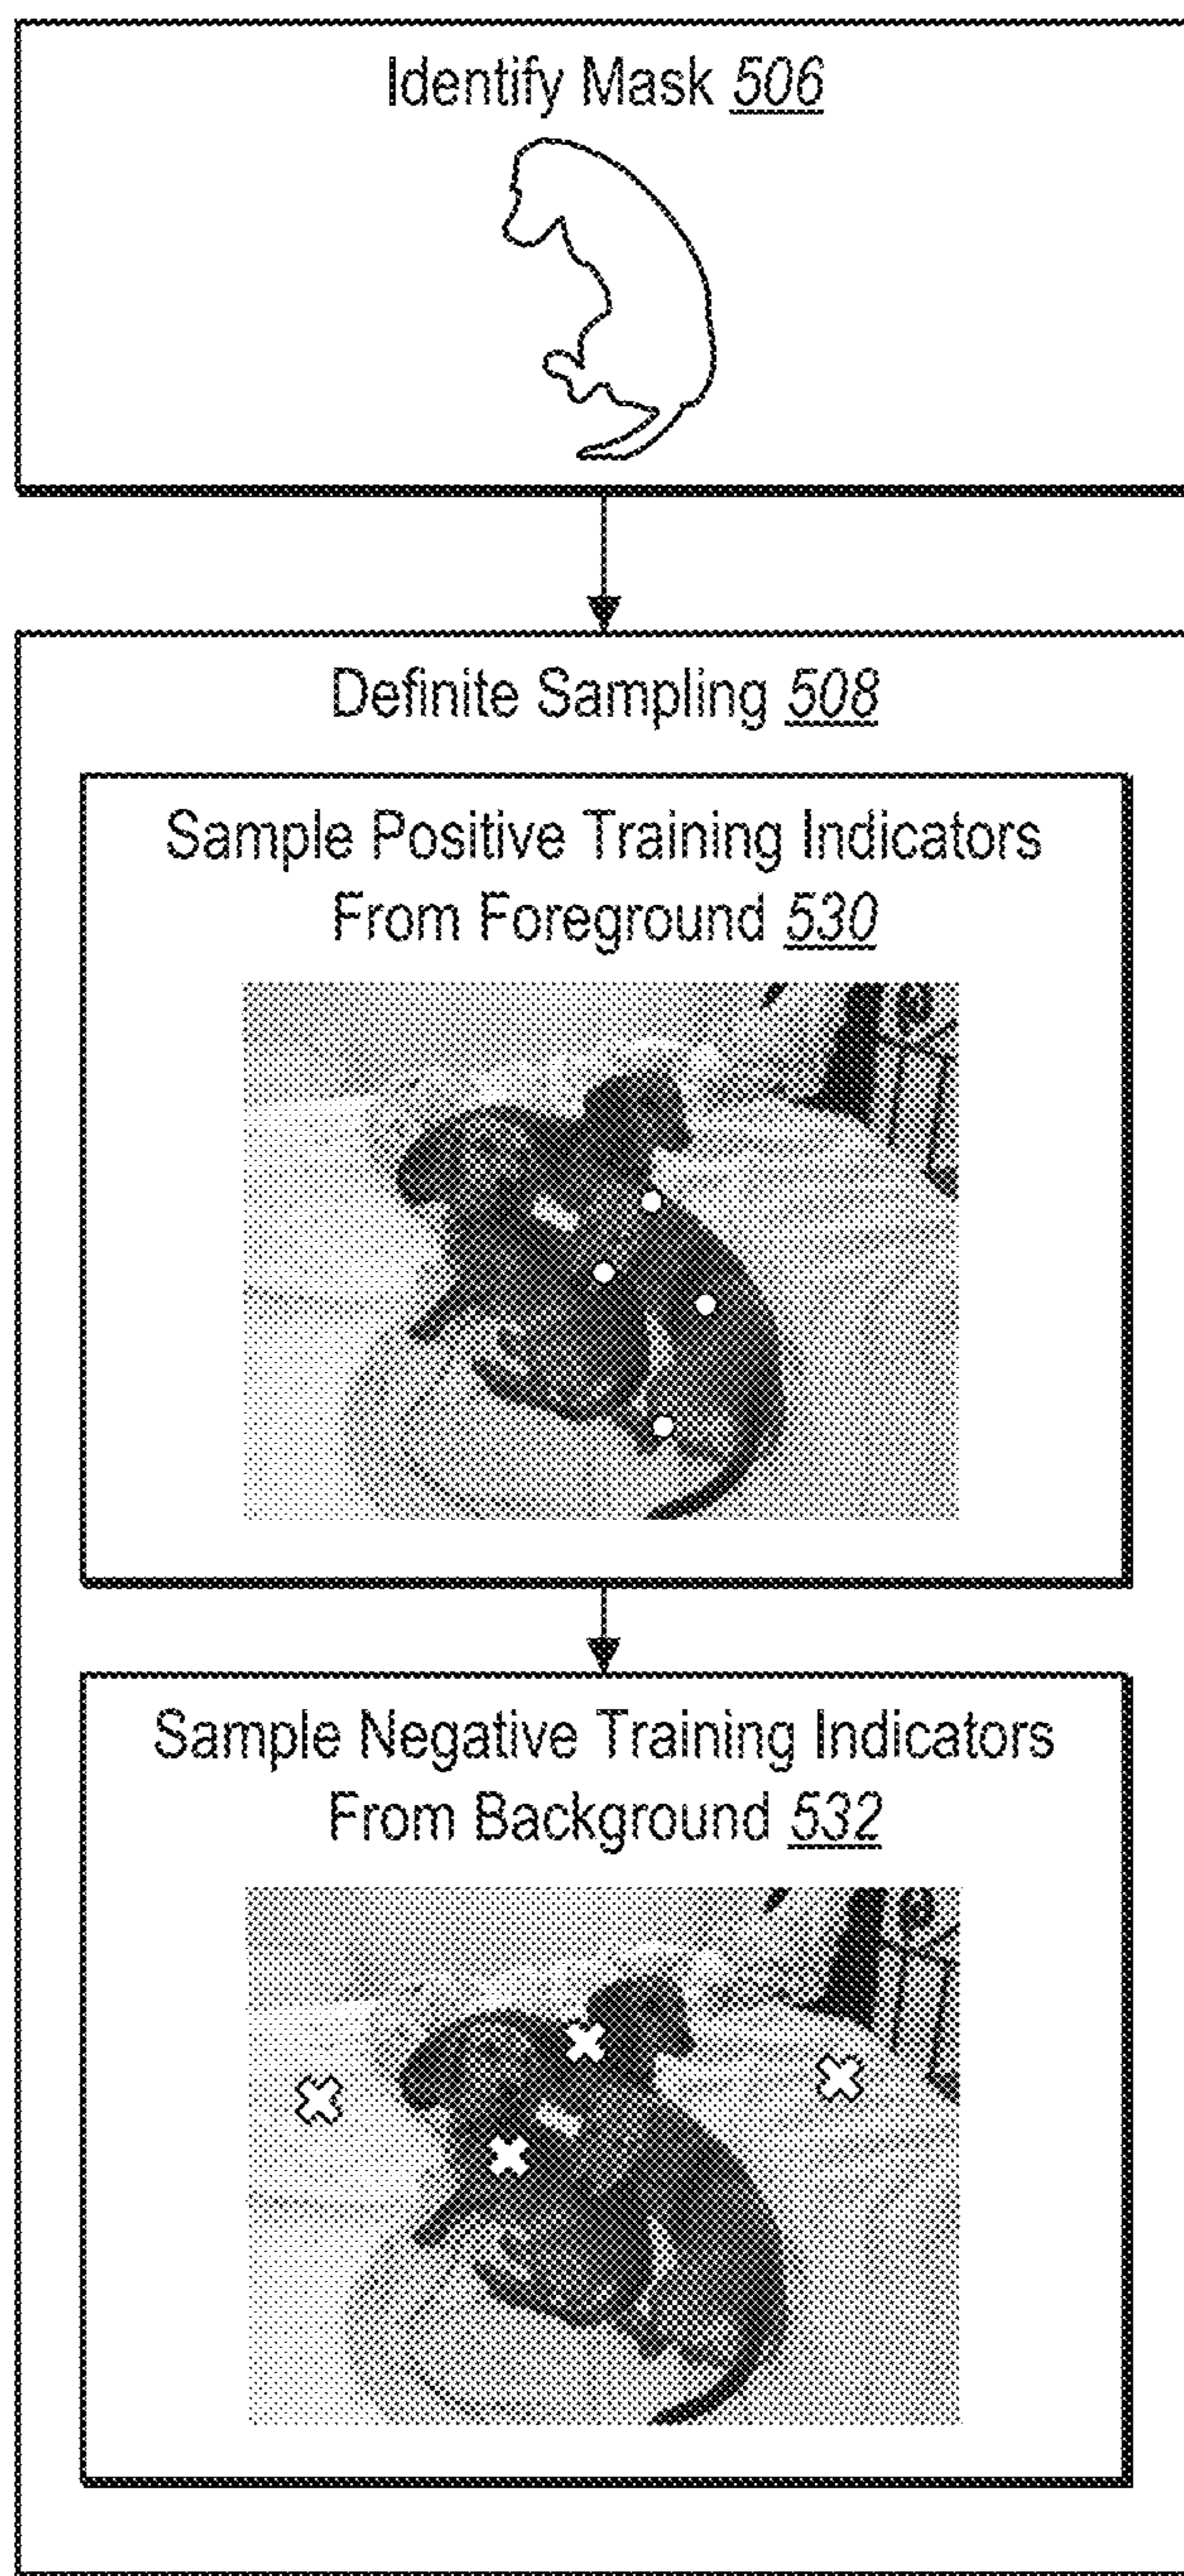 Identify Mask 506
Definite Sampling 508
Sample Positive Training Indicators
From Foreground 530
Sample Negative Training Indicators
From Background 532